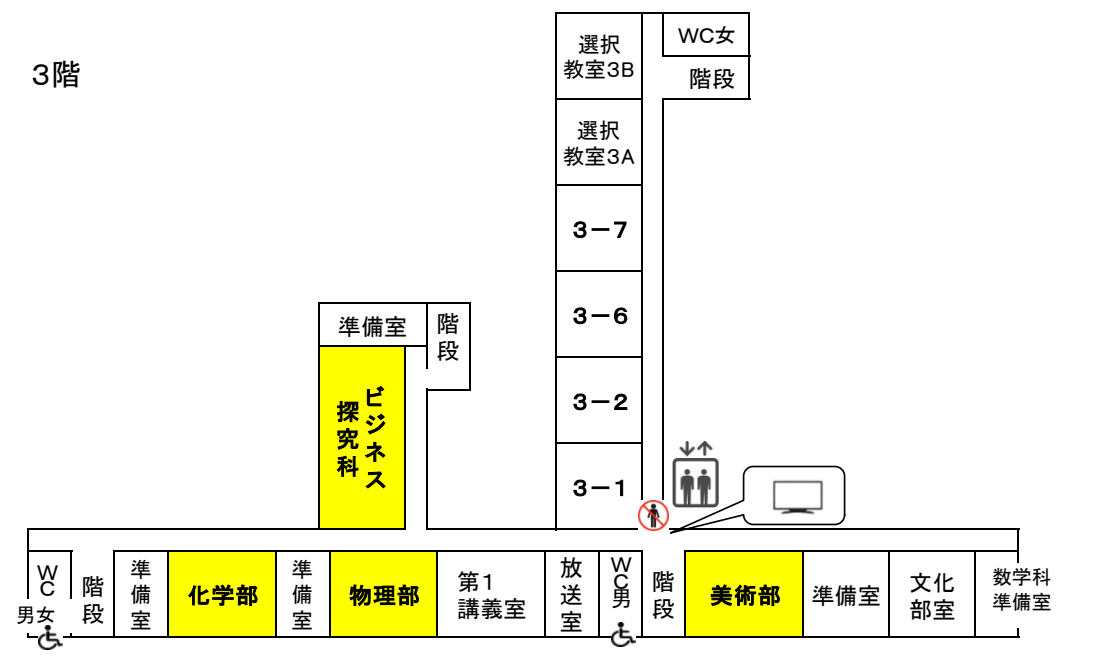 3階
選択
教室3B
WC女
階段
選択
教室3A
3－7
3－6
3－2
3－1
準備室
階段
ビジネス
探究科
WC
男女
階段
準備室
化学部
準備室
物理部
第1
講義室
放送室
WC男
階段
美術部
準備室
文化
部室
数学科
準備室